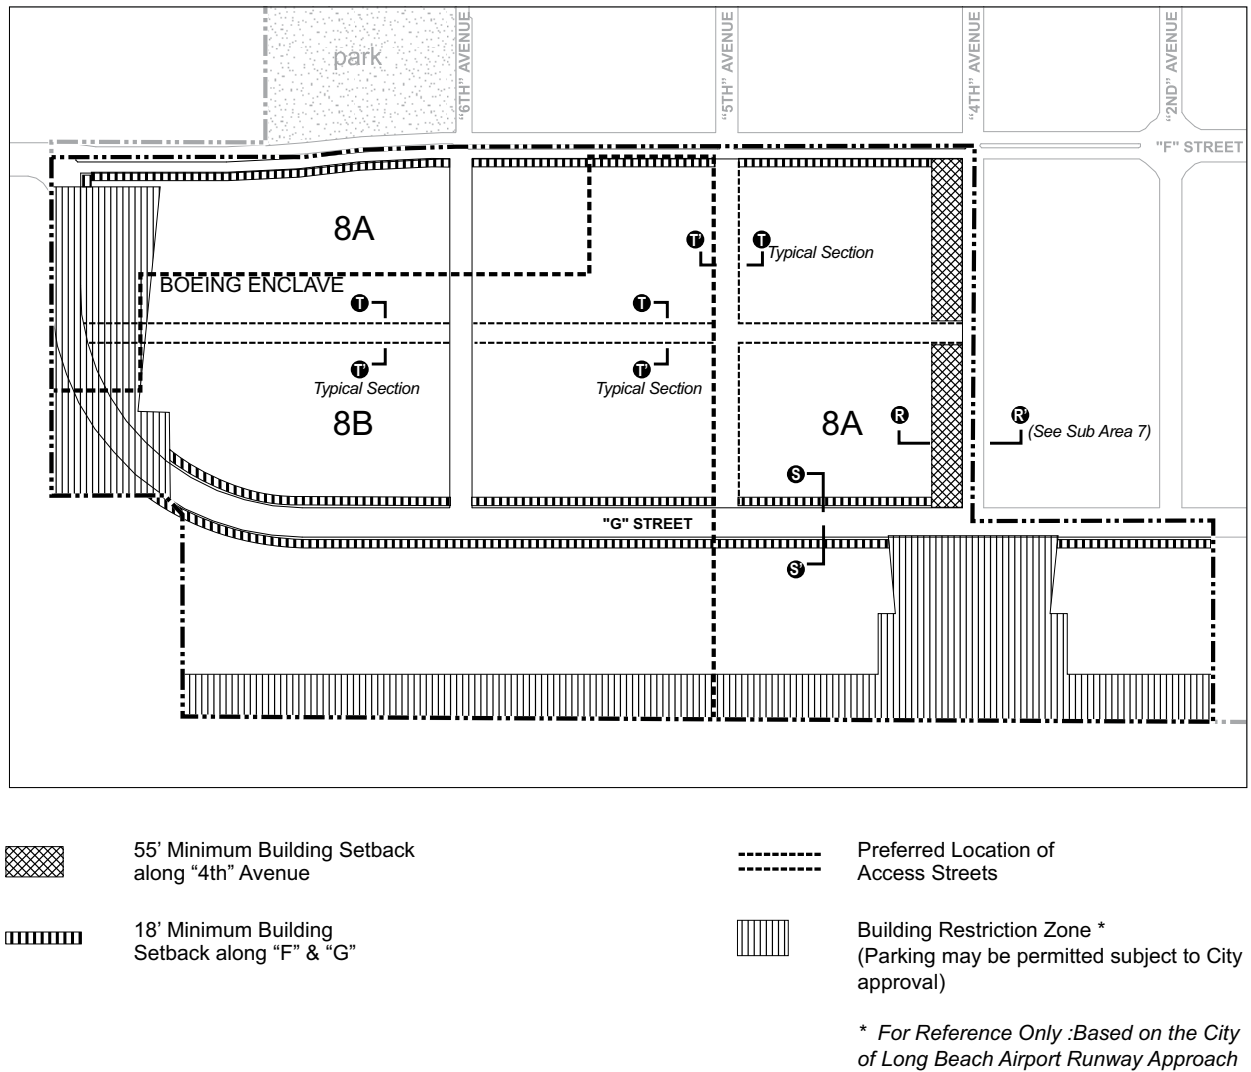 park
“6TH” AVENUE
“5TH” AVENUE
“4TH” AVENUE
“2ND” AVENUE
"F" STREET
8A
T' T
Typical Section
BOEING ENCLAVE
T
T
T'
T'
Typical Section
Typical Section
8B
8A
R
R'
(See Sub Area 7)
S
"G" STREET
S'
55’ Minimum Building Setback
along “4th” Avenue
18’ Minimum Building
Setback along “F” & “G”
Preferred Location of
Access Streets
Building Restriction Zone *
(Parking may be permitted subject to City
approval)
* For Reference Only :Based on the City
of Long Beach Airport Runway Approach